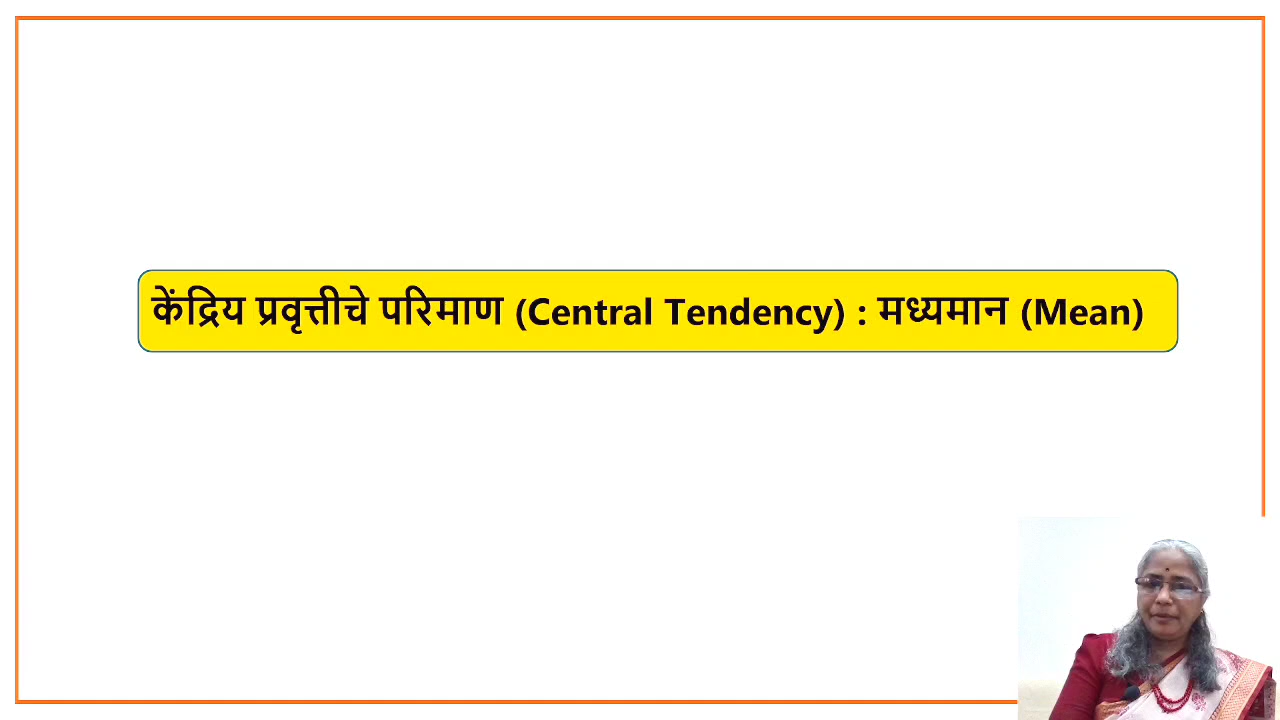 केंद्रिय प्रवृत्तीचे परिमाण (Central Tendency) : मध्यमान (Mean)